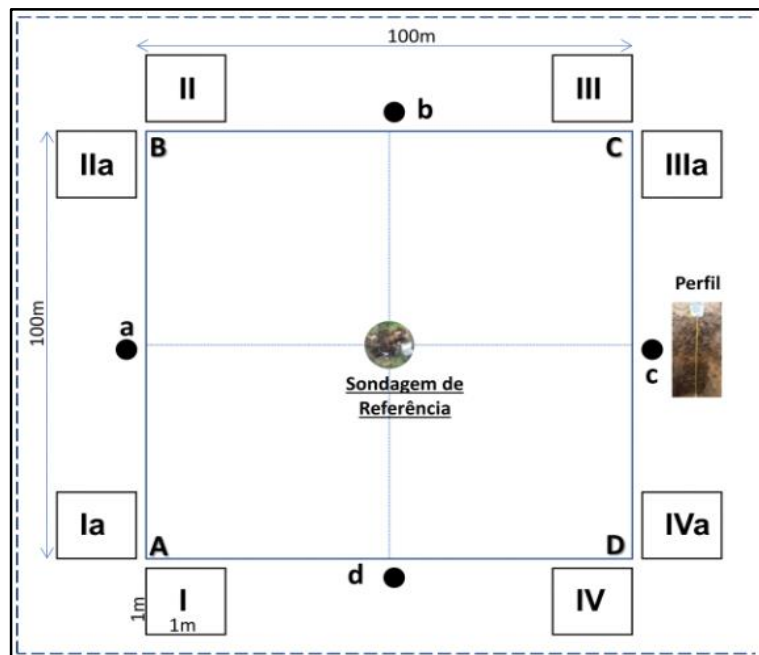 100m
II
III
b
B
C
IIa
IIIa
Perfil
100m
a
c
Sondagem de
Referência
Ia
IVa
A
D
d
I
IV
1m
1m